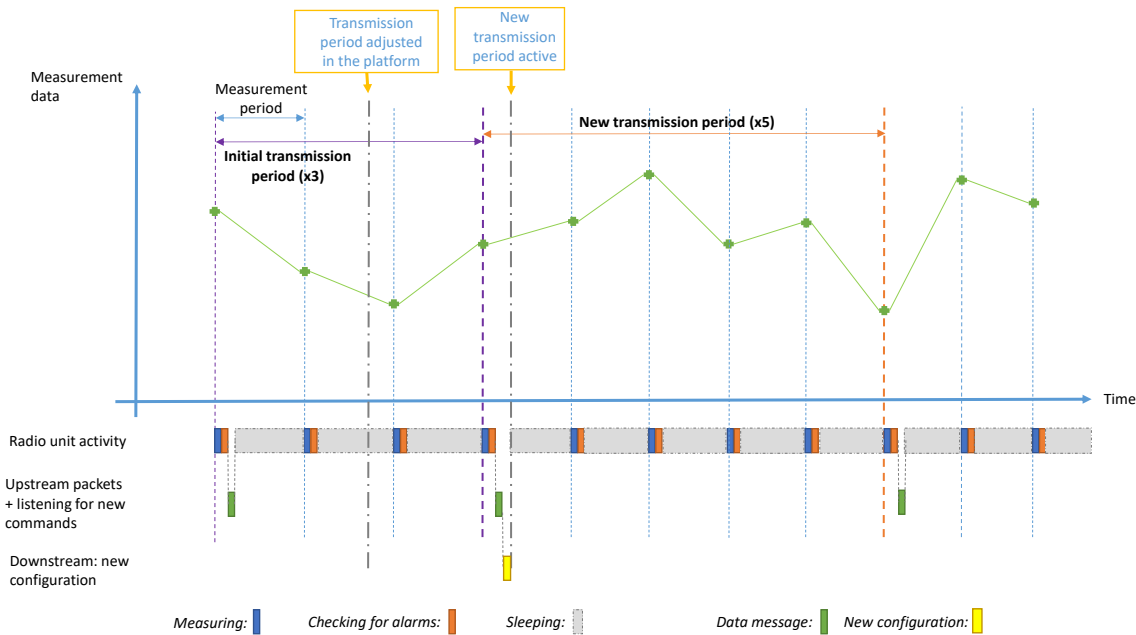 Transmission
period adjusted
in the platform
New
transmission
period active
Measurement
data
Measurement
period
New transmission period (x5)
Initial transmission
period (x3)
Time
Radio unit activity
Upstream packets
+ listening for new
commands
Downstream: new
configuration
Measuring:
Checking for alarms:
Sleeping:
Data message:
New configuration: